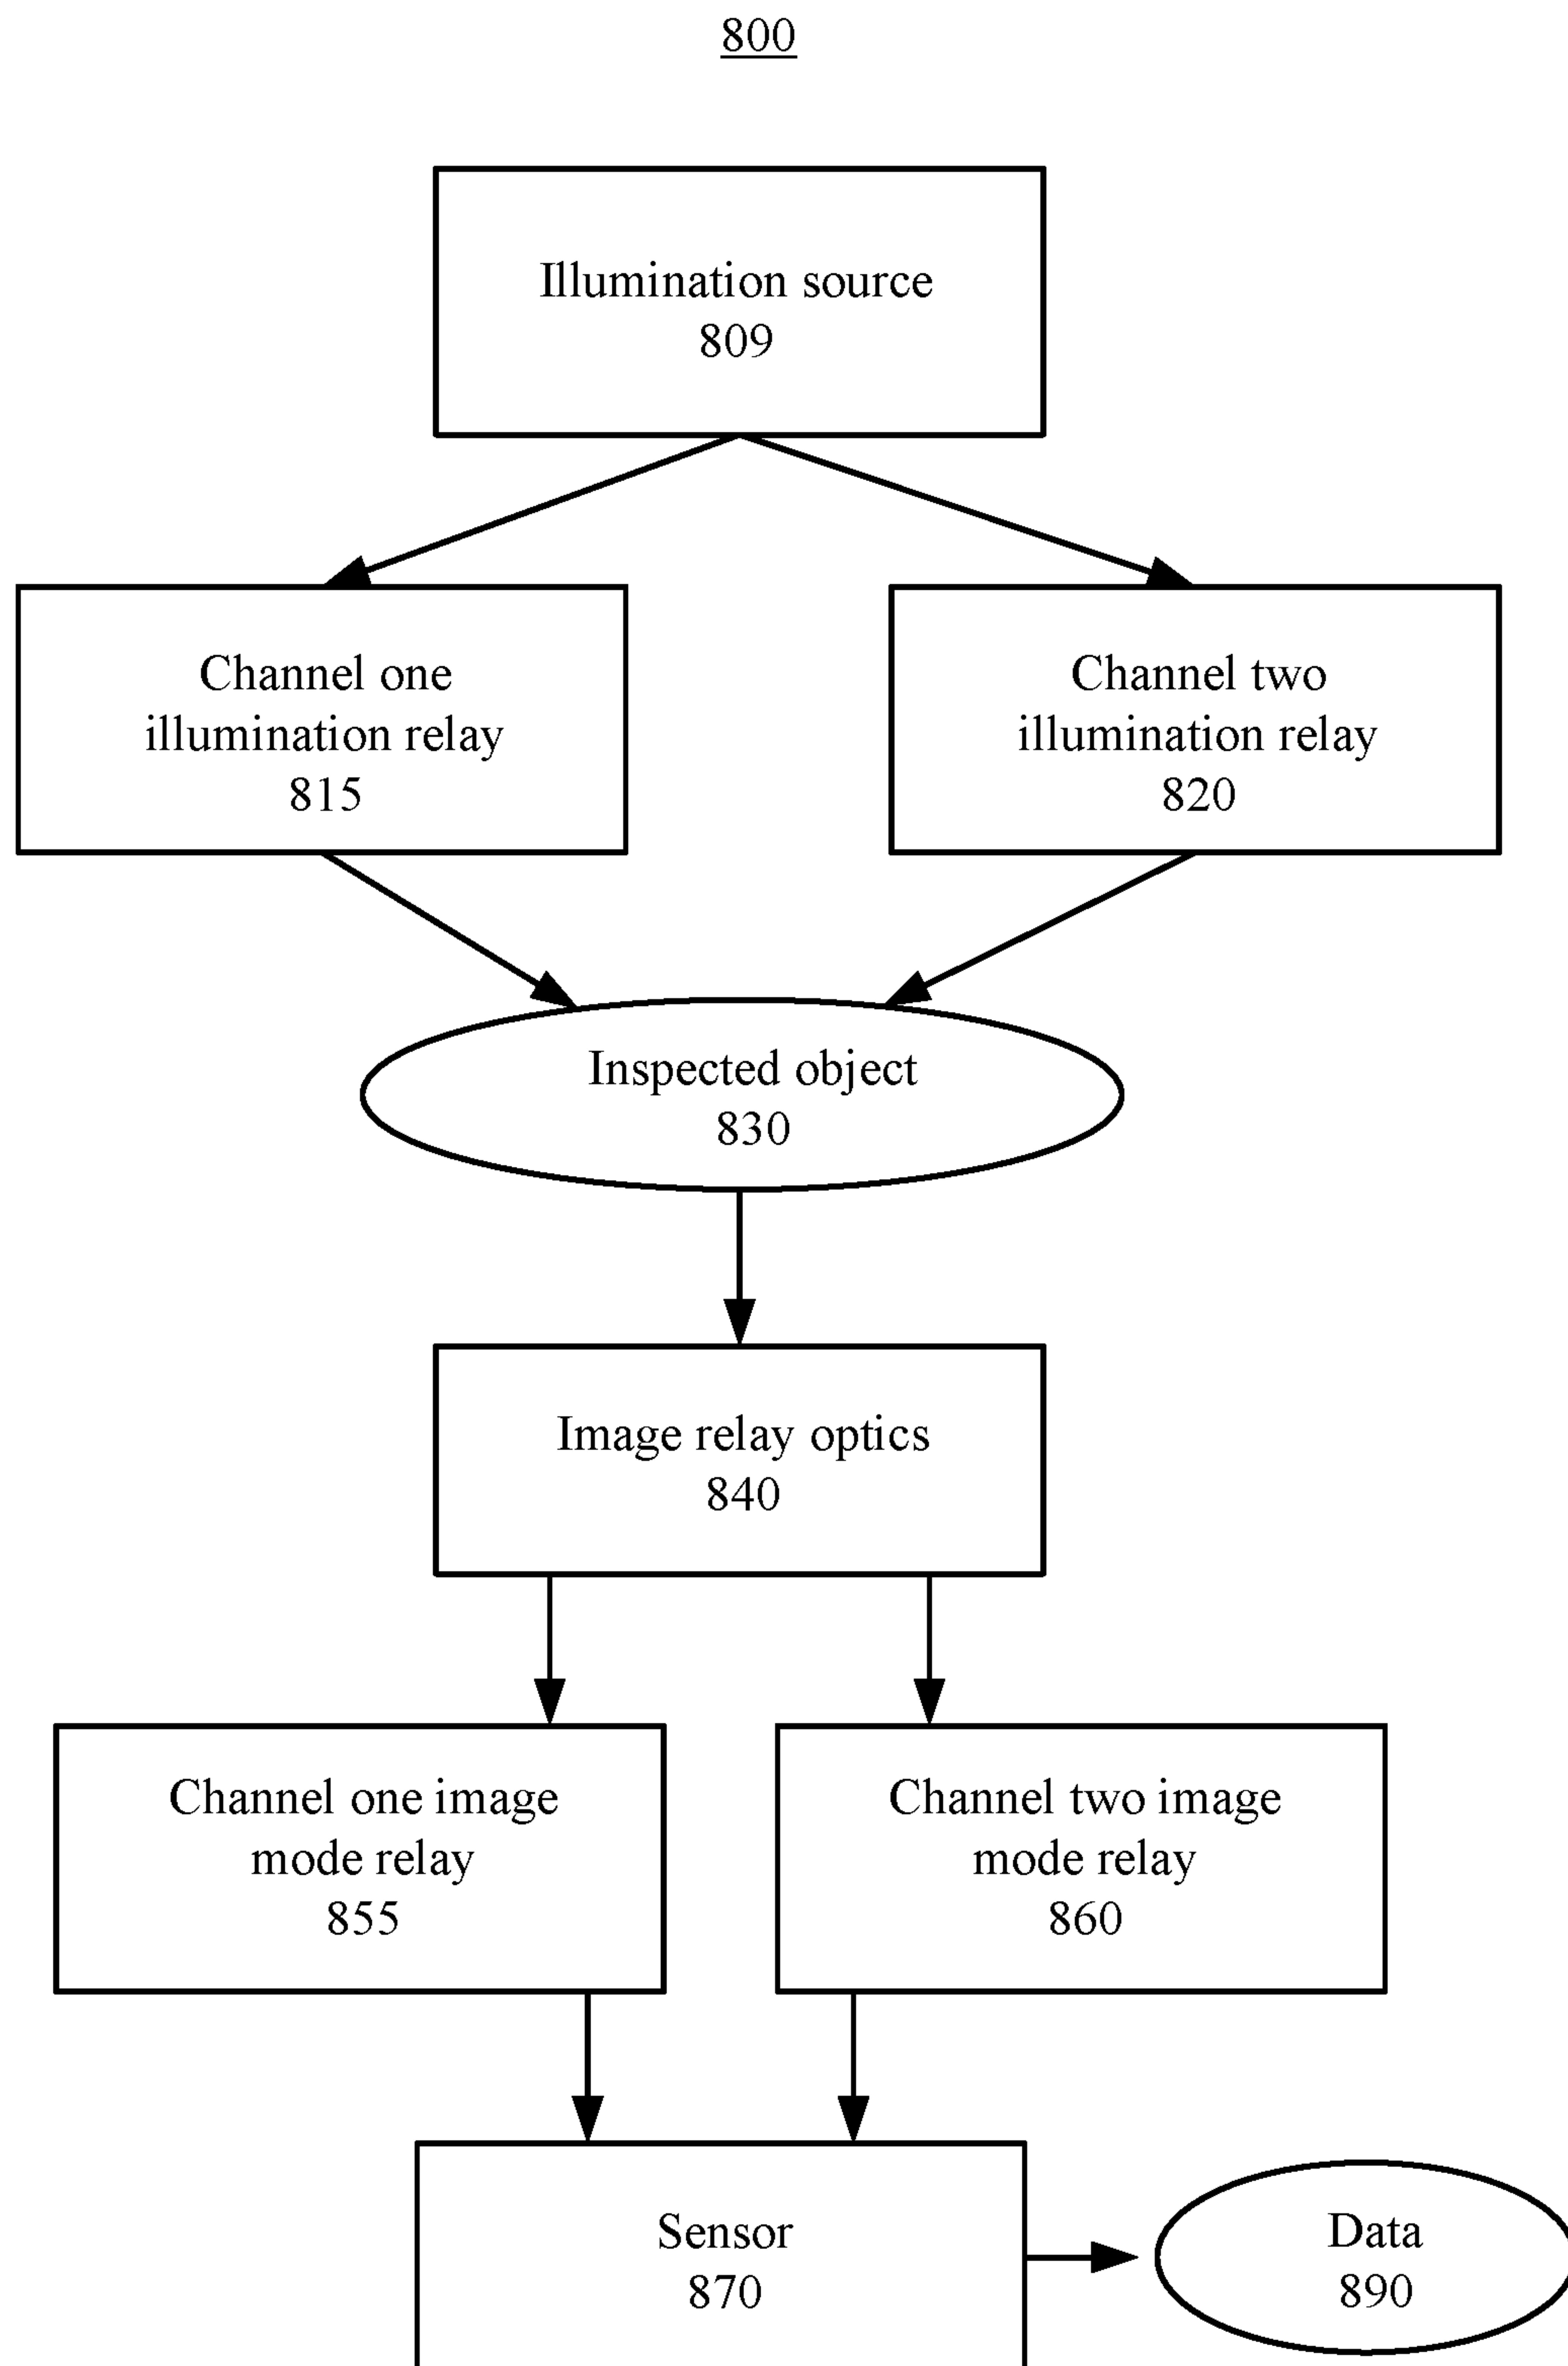 800
Illumination source
809
Channel one
illumination relay
815
Channel two
illumination relay
820
Inspected object
830
Image relay optics
840
Channel one image
mode relay
855
Channel two image
mode relay
860
Sensor
870
Data
890